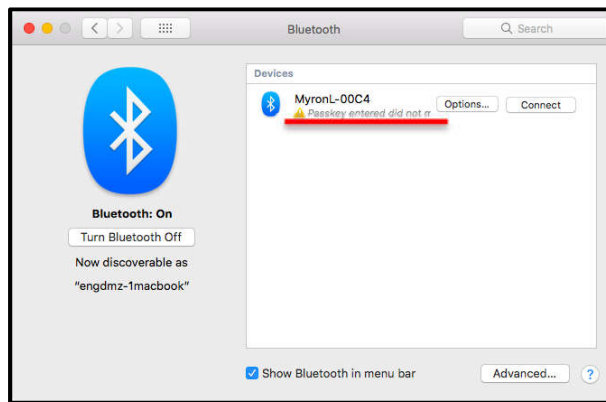 Bluetooth
Search
Devices
MyronL-00C4
Passkey entered did not
Options...
Connect
Bluetooth: On
Turn Bluetooth Off
Now discoverable as
"engdmz-1macbook"
Show Bluetooth in menu bar
Advanced...
?